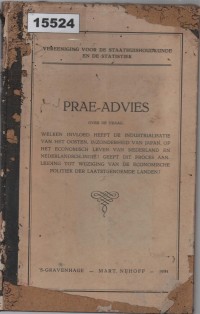 15524
VEREENIGING VOOR DE STAATHUISHOUDKUNDE
EN DE STATISTIEK
PRAE-ADVIES
OVER DE VRAAG:
WELKEN INVLOED HEEFT DE INDUSTRIALISATIE
VAN HET OOSTEN, INZONDERHEID VAN JAPAN, OP
HET ECONOMISCH LEVEN VAN NEDERLAND EN
NEDERLANDSCH-INDIË? GEEFT DIT PROCES AAN-
LEIDING TOT WIJZIGING VAN DE ECONOMISCHE
POLITIEK DER LAATSTGENOEMDE LANDEN?
'S-GRAVENHAGE — MART. NIJHOFF —